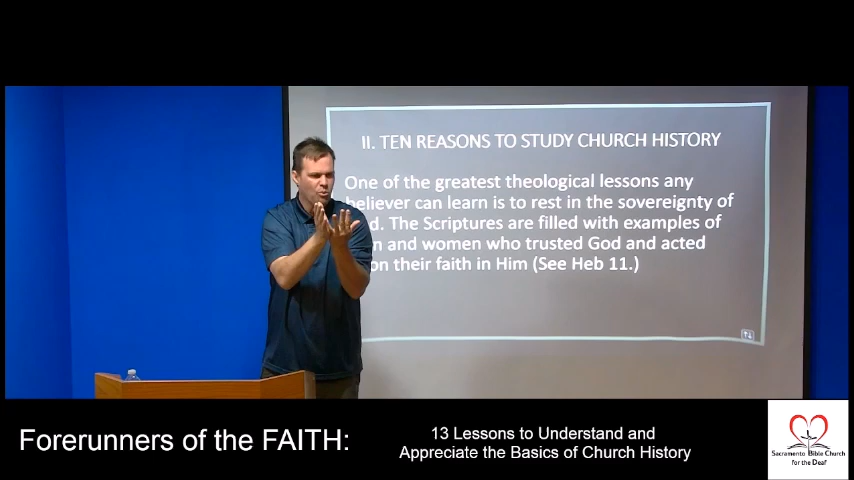 II. TEN REASONS TO STUDY CHURCH HISTORY
One of the greatest theological lessons any
believer can learn is to rest in the sovereignty of
d. The Scriptures are filled with examples of
n and women who trusted God and acted
on their faith in Him (See Heb 11.)
Forerunners of the FAITH:
13 Lessons to Understand and
Appreciate the Basics of Church History
Sacramento Bible Church
for the Deaf